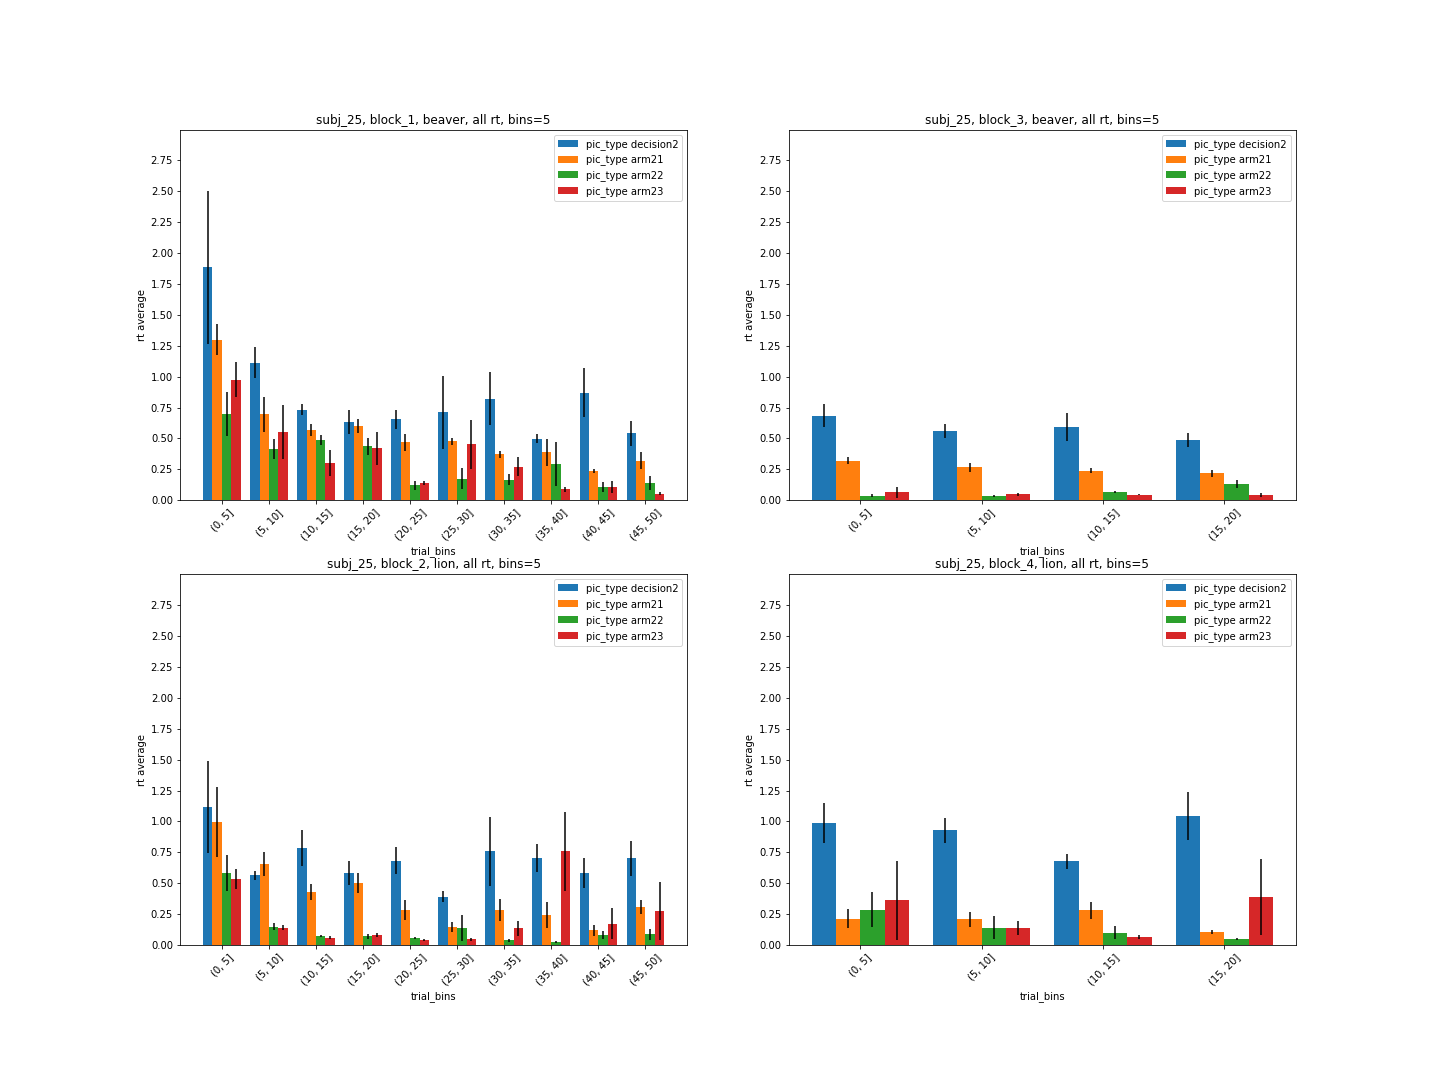 subj_25, block_1, beaver, all rt, bins=5
pic_type decision2
pic_type arm21
pic_type arm22
pic_type arm23
2.75
2.50
2.25
2.00
1.75
1.50
1.25
1.00
0.75
0.50
0.25
0.00
rt average
(0, 5]
(5, 10]
(10, 15]
(15, 20]
(20, 25]
(25, 30]
(30, 35]
(35, 40]
(40, 45]
(45, 50]
trial_bins
subj_25, block_3, beaver, all rt, bins=5
pic_type decision2
pic_type arm21
pic_type arm22
pic_type arm23
2.75
2.50
2.25
2.00
1.75
1.50
1.25
1.00
0.75
0.50
0.25
0.00
rt average
(0, 5]
(5, 10]
(10, 15]
(15, 20]
trial_bins
subj_25, block_2, lion, all rt, bins=5
pic_type decision2
pic_type arm21
pic_type arm22
pic_type arm23
2.75
2.50
2.25
2.00
1.75
1.50
1.25
1.00
0.75
0.50
0.25
0.00
rt average
(0, 5]
(5, 10]
(10, 15]
(15, 20]
(20, 25]
(25, 30]
(30, 35]
(35, 40]
(40, 45]
(45, 50]
trial_bins
subj_25, block_4, lion, all rt, bins=5
pic_type decision2
pic_type arm21
pic_type arm22
pic_type arm23
2.75
2.50
2.25
2.00
1.75
1.50
1.25
1.00
0.75
0.50
0.25
0.00
rt average
(0, 5]
(5, 10]
(10, 15]
(15, 20]
trial_bins